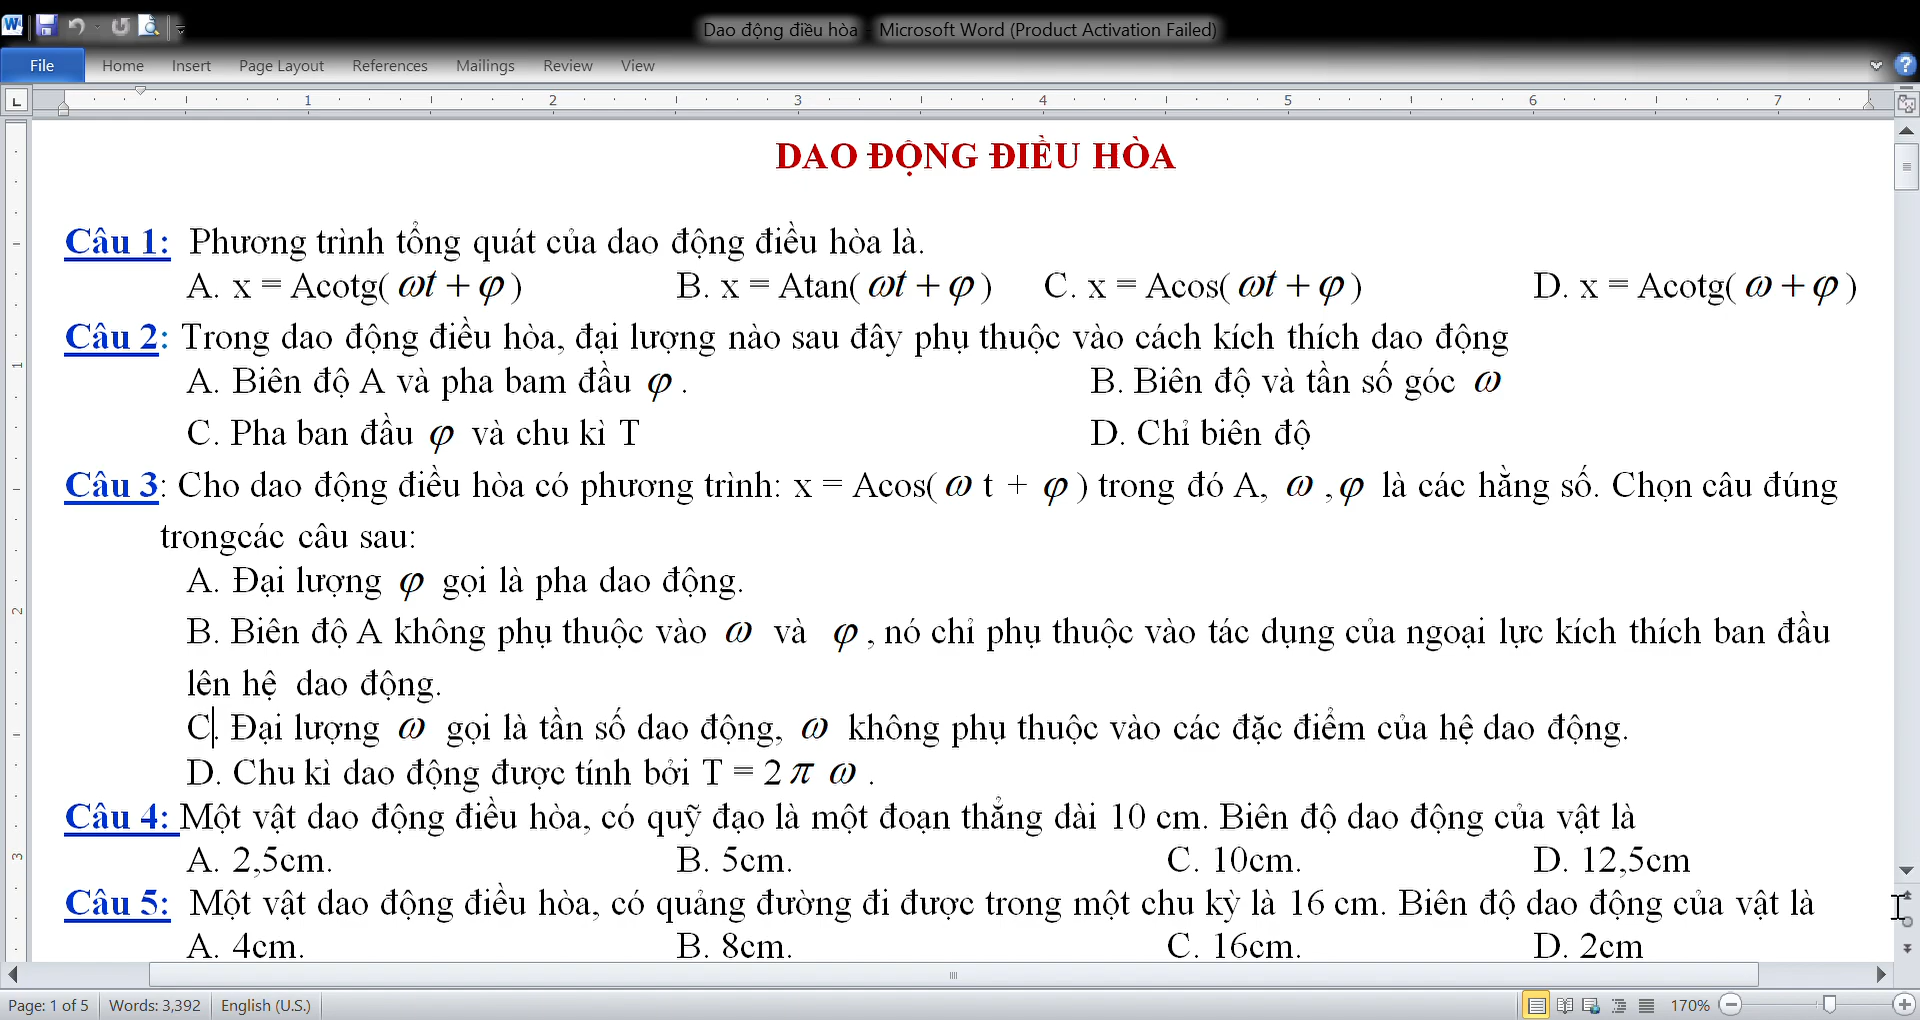 Dao động điều hòa - Microsoft Word (Product Activation Failed)
File Home Insert Page Layout References Mailings Review View
1 2 3 4 5 6 7
DAO ĐỘNG ĐIỀU HÒA
Câu 1: Phương trình tổng quát của dao động điều hòa là.
A. x = Acotg(ωt + φ) B. x = Atan(ωt + φ) C. x = Acos(ωt + φ) D. x = Acotg(ω + φ)
Câu 2: Trong dao động điều hòa, đại lượng nào sau đây phụ thuộc vào cách kích thích dao động
A. Biên độ A và pha bam đầu φ. B. Biên độ và tần số góc ω
C. Pha ban đầu φ và chu kì T D. Chỉ biên độ
Câu 3: Cho dao động điều hòa có phương trình: x = Acos(ω t + φ) trong đó A, ω ,φ là các hằng số. Chọn câu đúng
trongcác câu sau:
A. Đại lượng φ gọi là pha dao động.
B. Biên độ A không phụ thuộc vào ω và φ, nó chỉ phụ thuộc vào tác dụng của ngoại lực kích thích ban đầu
lên hệ dao động.
C. Đại lượng ω gọi là tần số dao động, ω không phụ thuộc vào các đặc điểm của hệ dao động.
D. Chu kì dao động được tính bởi T = 2π ω .
Câu 4: Một vật dao động điều hòa, có quỹ đạo là một đoạn thẳng dài 10 cm. Biên độ dao động của vật là
A. 2,5cm. B. 5cm. C. 10cm. D. 12,5cm
Câu 5: Một vật dao động điều hòa, có quảng đường đi được trong một chu kỳ là 16 cm. Biên độ dao động của vật là
A. 4cm. B. 8cm. C. 16cm. D. 2cm
1
2
3
Page: 1 of 5 Words: 3,392 English (U.S.) 170%